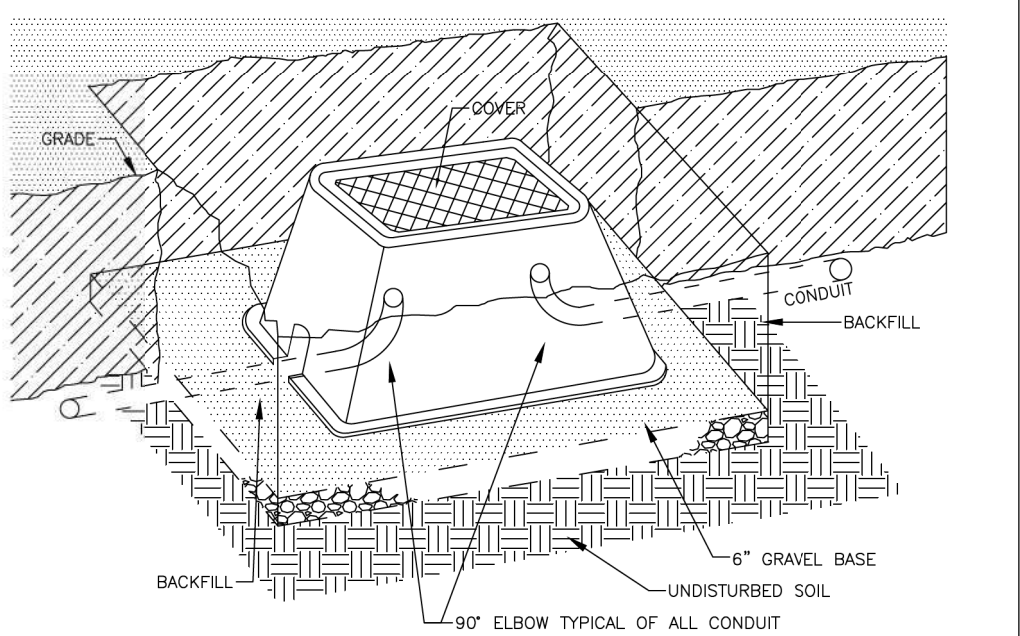 COVER
GRADE
CONDUIT
BACKFILL
6” GRAVEL BASE
BACKFILL
UNDISTURBED SOIL
90° ELBOW TYPICAL OF ALL CONDUIT